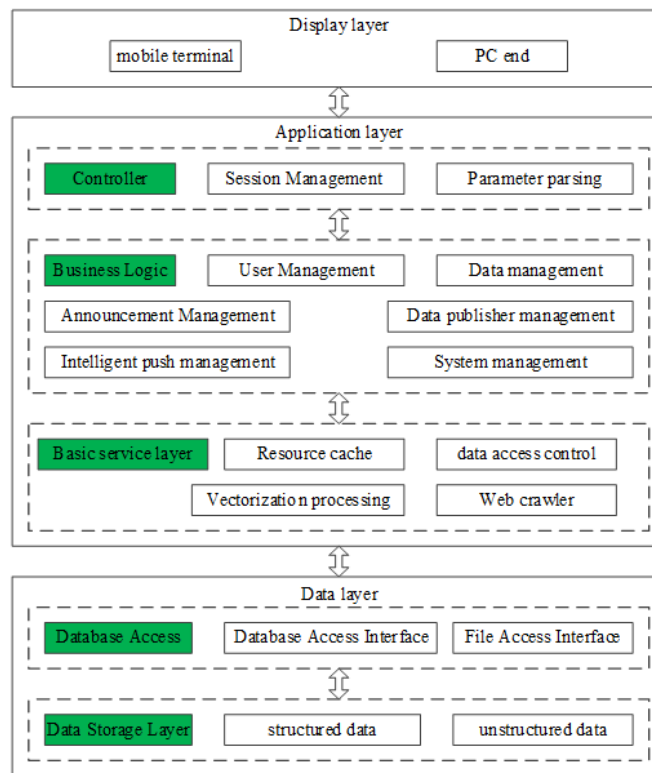 Display layer
mobile terminal
PC end
Application layer
Controller
Session Management
Parameter parsing
Business Logic
User Management
Data management
Announcement Management
Data publisher management
Intelligent push management
System management
Basic service layer
Resource cache
data access control
Vectorization processing
Web crawler
Data layer
Database Access
Database Access Interface
File Access Interface
Data Storage Layer
structured data
unstructured data